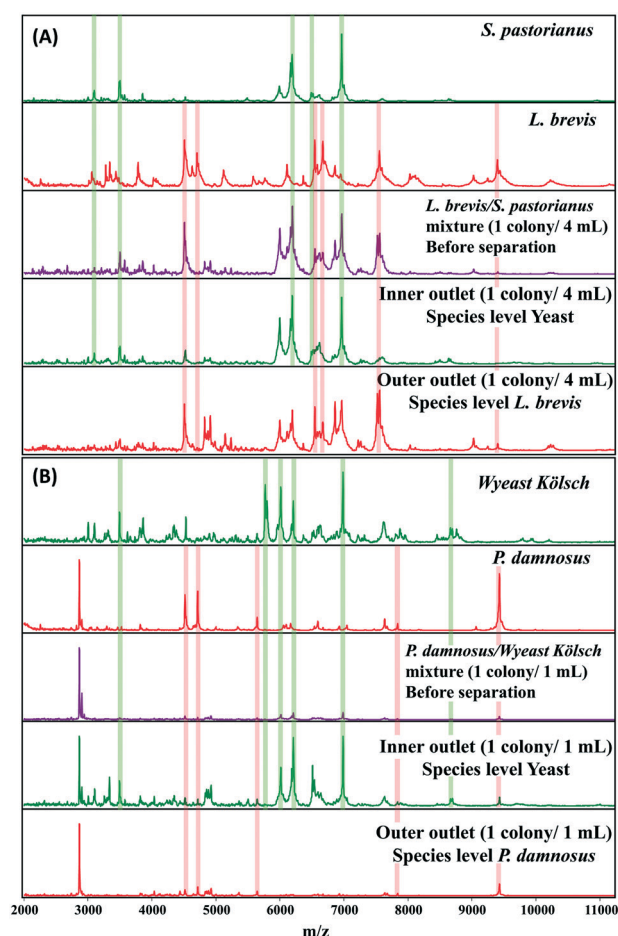 (A)
S. pastorianus
L. brevis
L. brevis/S. pastorianus
mixture (1 colony/ 4 mL)
Before separation
Inner outlet (1 colony/ 4 mL)
Species level Yeast
Outer outlet (1 colony/ 4 mL)
Species level L. brevis
(B)
Wyeast Kölsch
P. damnosus
P. damnosus/Wyeast Kölsch
mixture (1 colony/ 1 mL)
Before separation
Inner outlet (1 colony/ 1 mL)
Species level Yeast
Outer outlet (1 colony/ 1 mL)
Species level P. damnosus
2000 3000 4000 5000 6000 7000 8000 9000 10000 11000
m/z